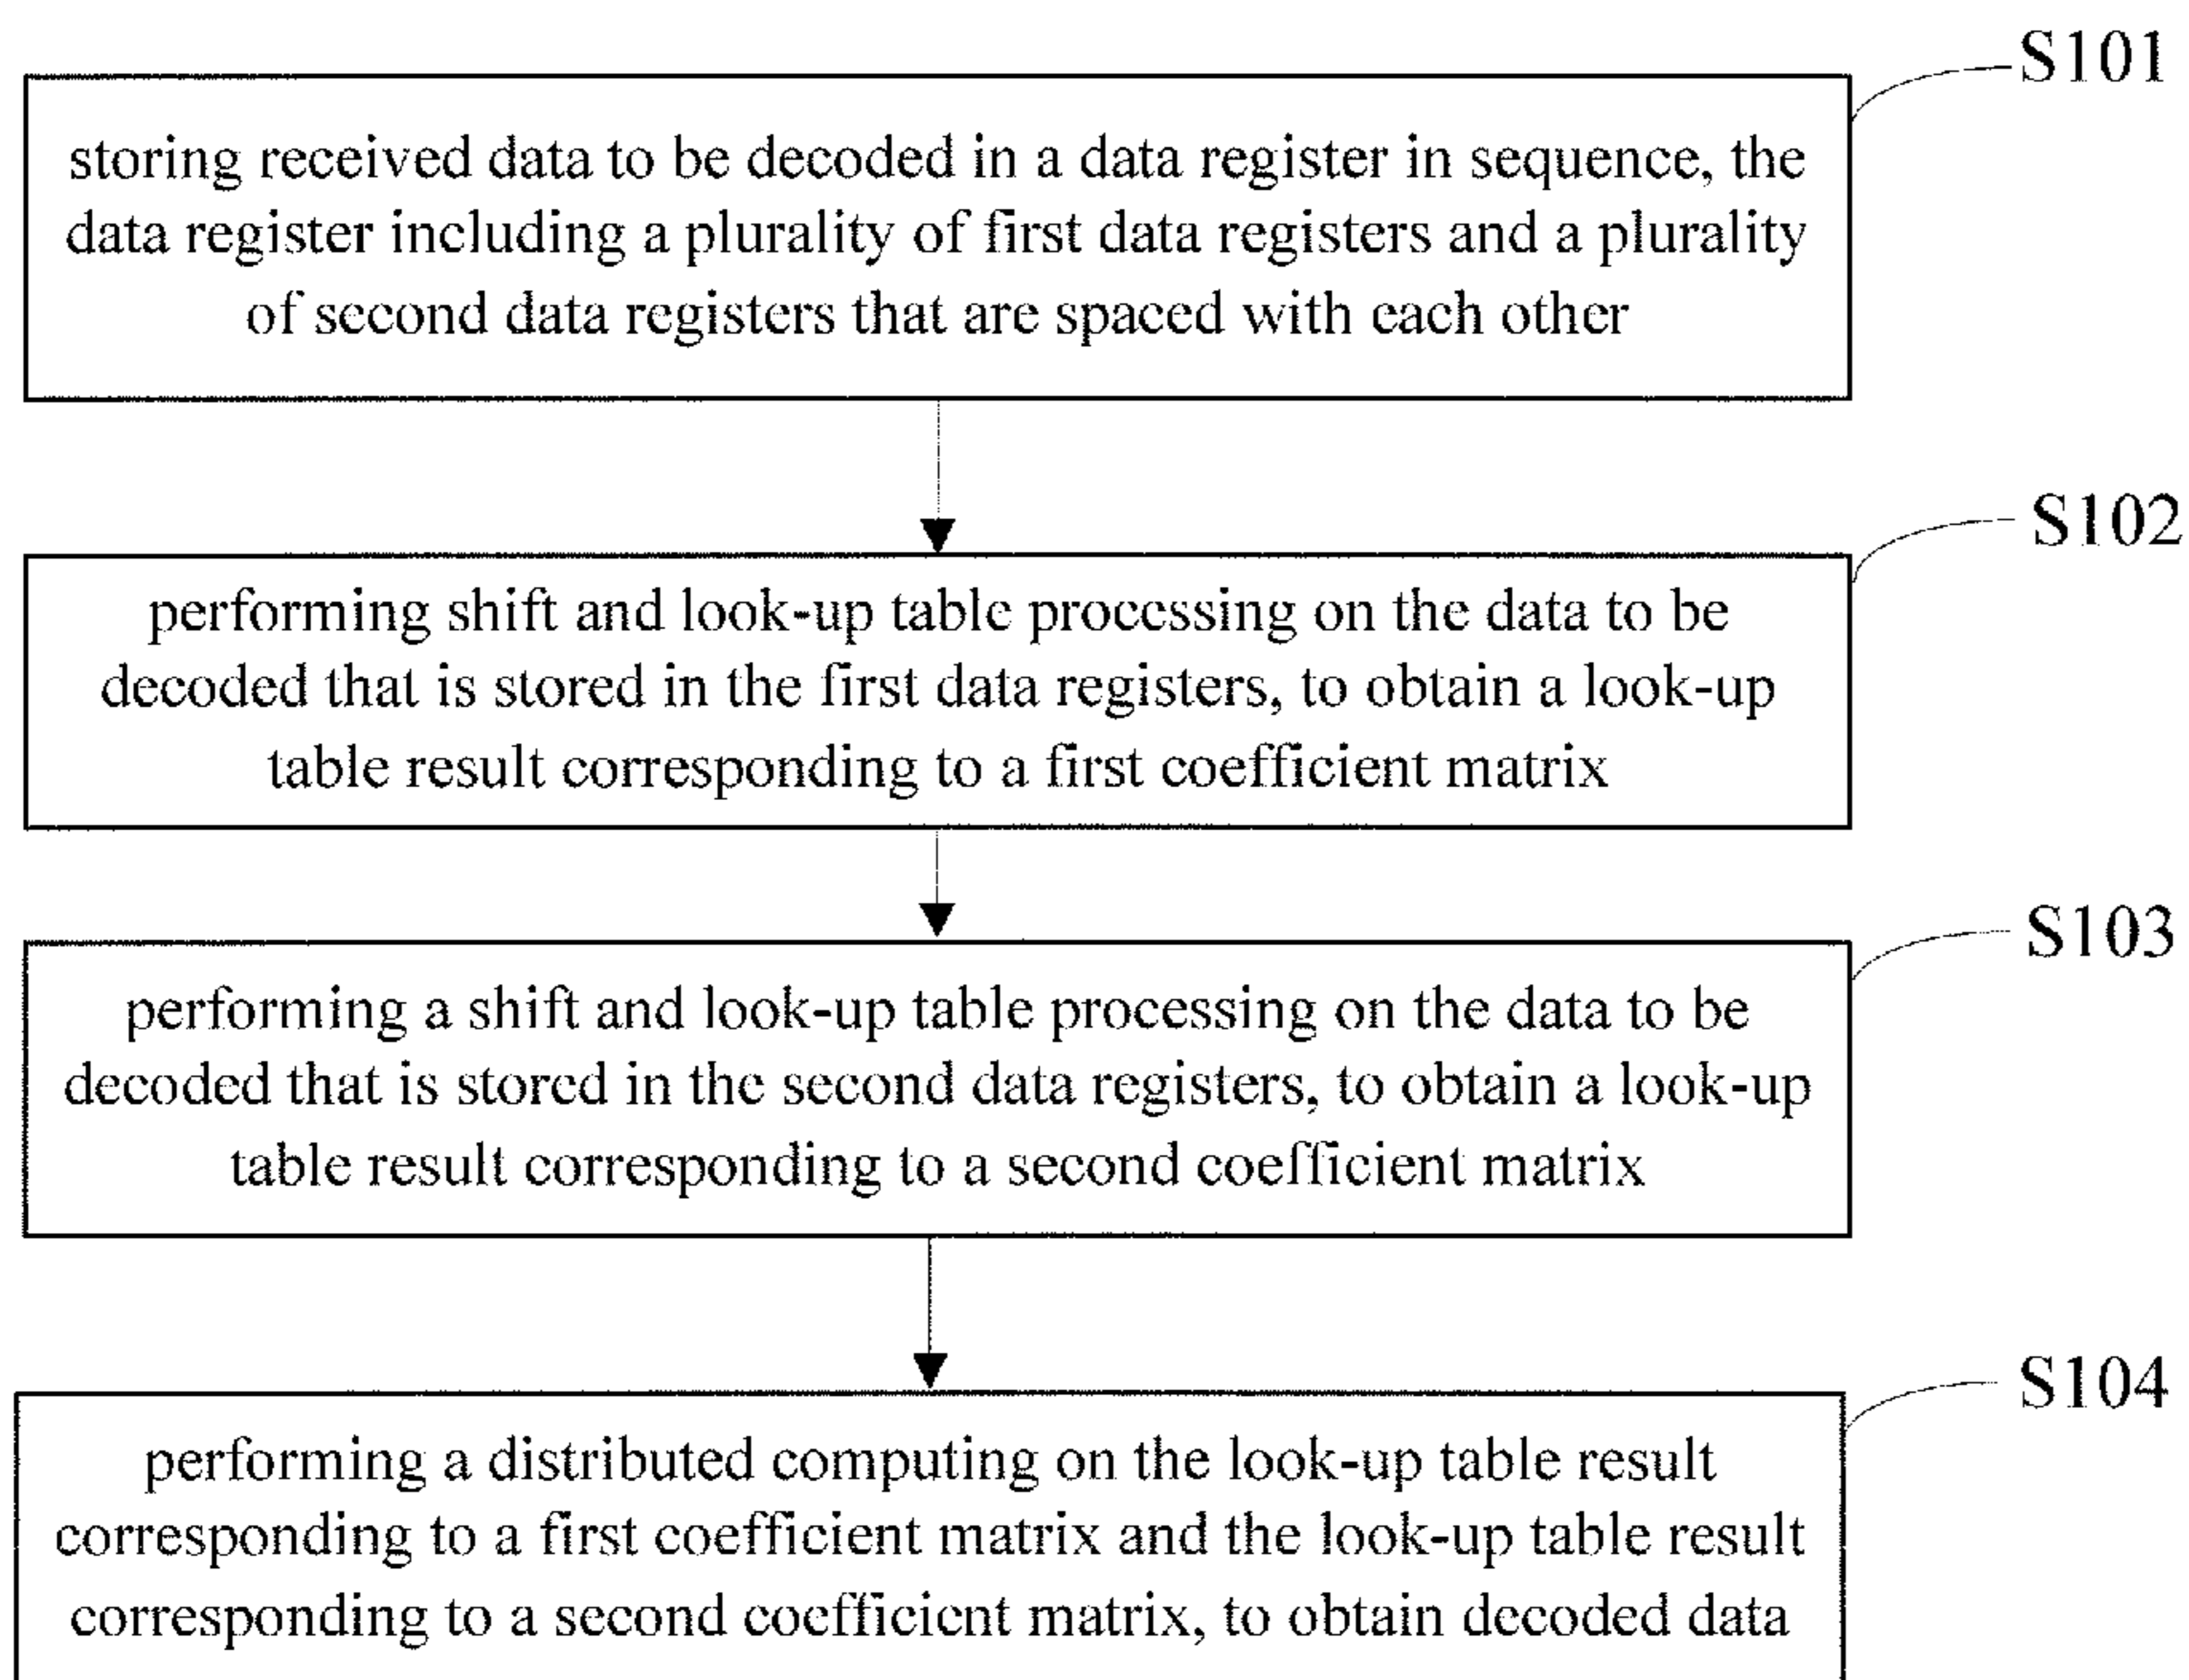 S101
storing received data to be decoded in a data register in sequence, the
data register including a plurality of first data registers and a plurality
of second data registers that are spaced with each other
S102
performing shift and look-up table processing on the data to be
decoded that is stored in the first data registers, to obtain a look-up
table result corresponding to a first coefficient matrix
S103
performing a shift and look-up table processing on the data to be
decoded that is stored in the second data registers, to obtain a look-up
table result corresponding to a second coefficient matrix
S104
performing a distributed computing on the look-up table result
corresponding to a first coefficient matrix and the look-up table result
corresponding to a second coefficient matrix, to obtain decoded data